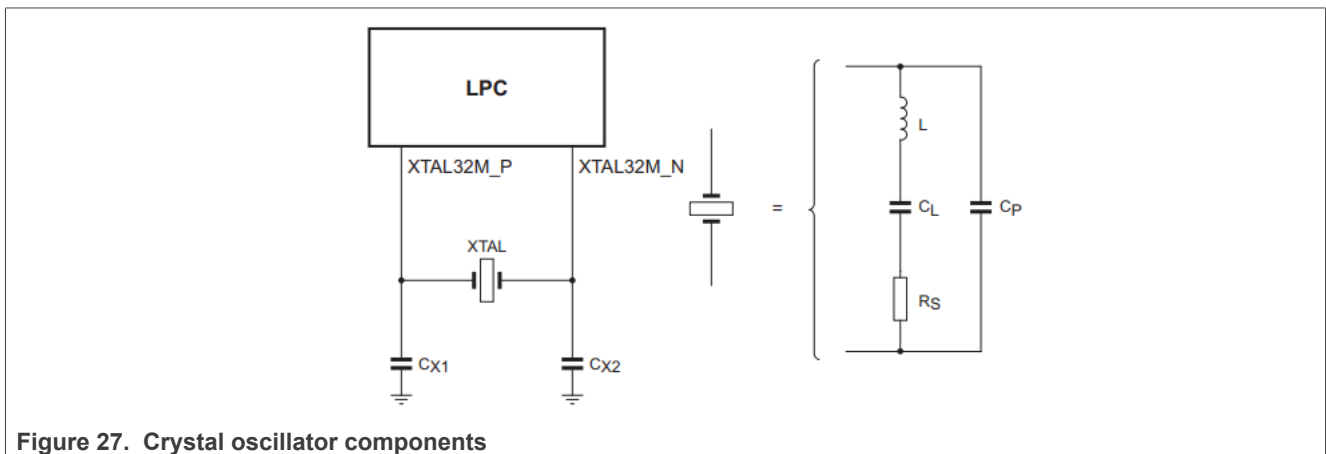 LPC
XTAL32M_P
XTAL32M_N
XTAL
CX1
CX2
=
L
CL
CP
RS
Figure 27. Crystal oscillator components